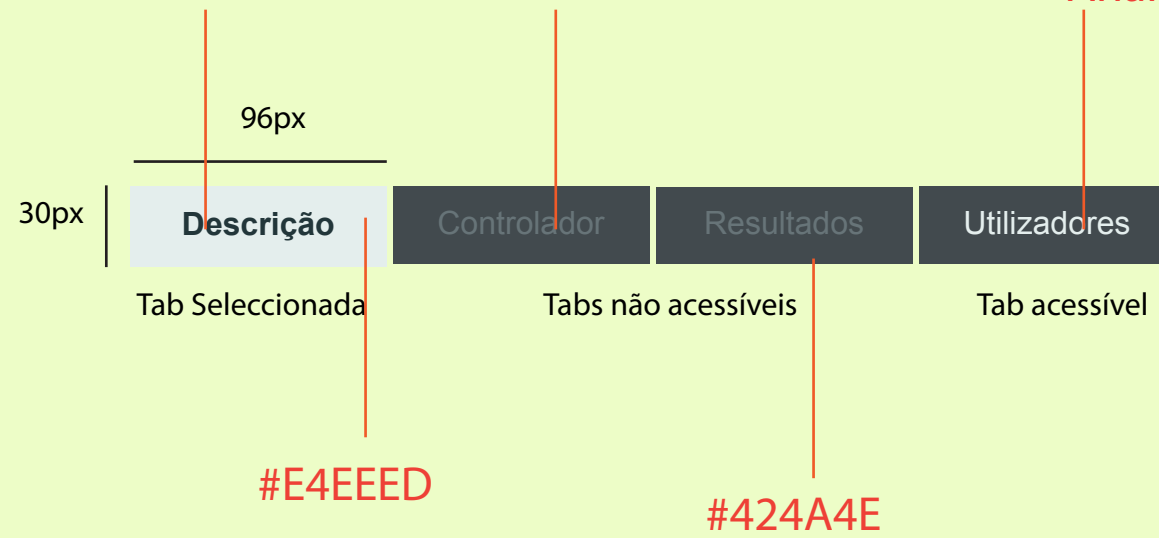 96px
30px
Descrição
Controlador
Resultados
Utilizadores
Tab Seleccionada
Tabs não acessíveis
Tab acessível
#E4EEED
#424A4E